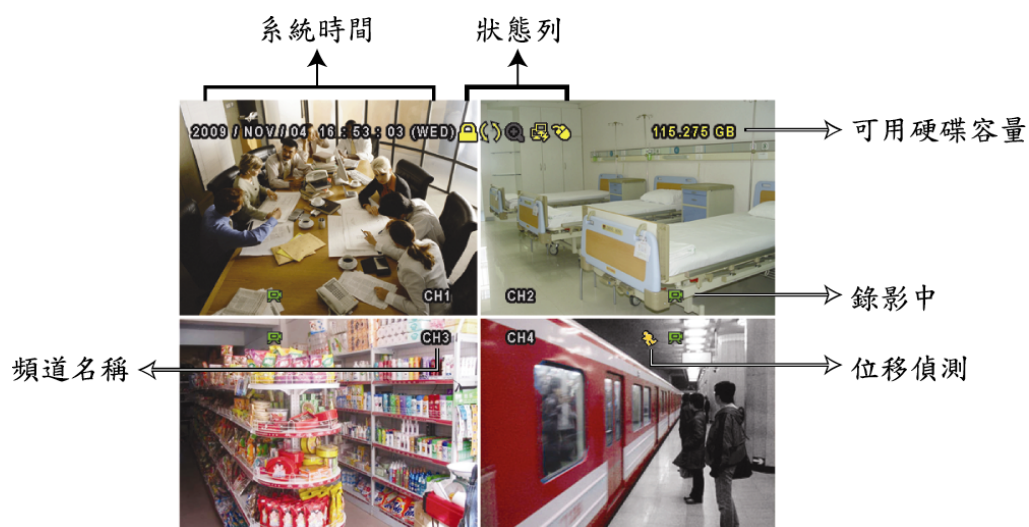 系統時間
狀態列
2009 / NOV / 04 16 : 53 : 03 (WED)
115.275 GB
可用硬碟容量
CH1
CH2
錄影中
CH3
CH4
頻道名稱
位移偵測